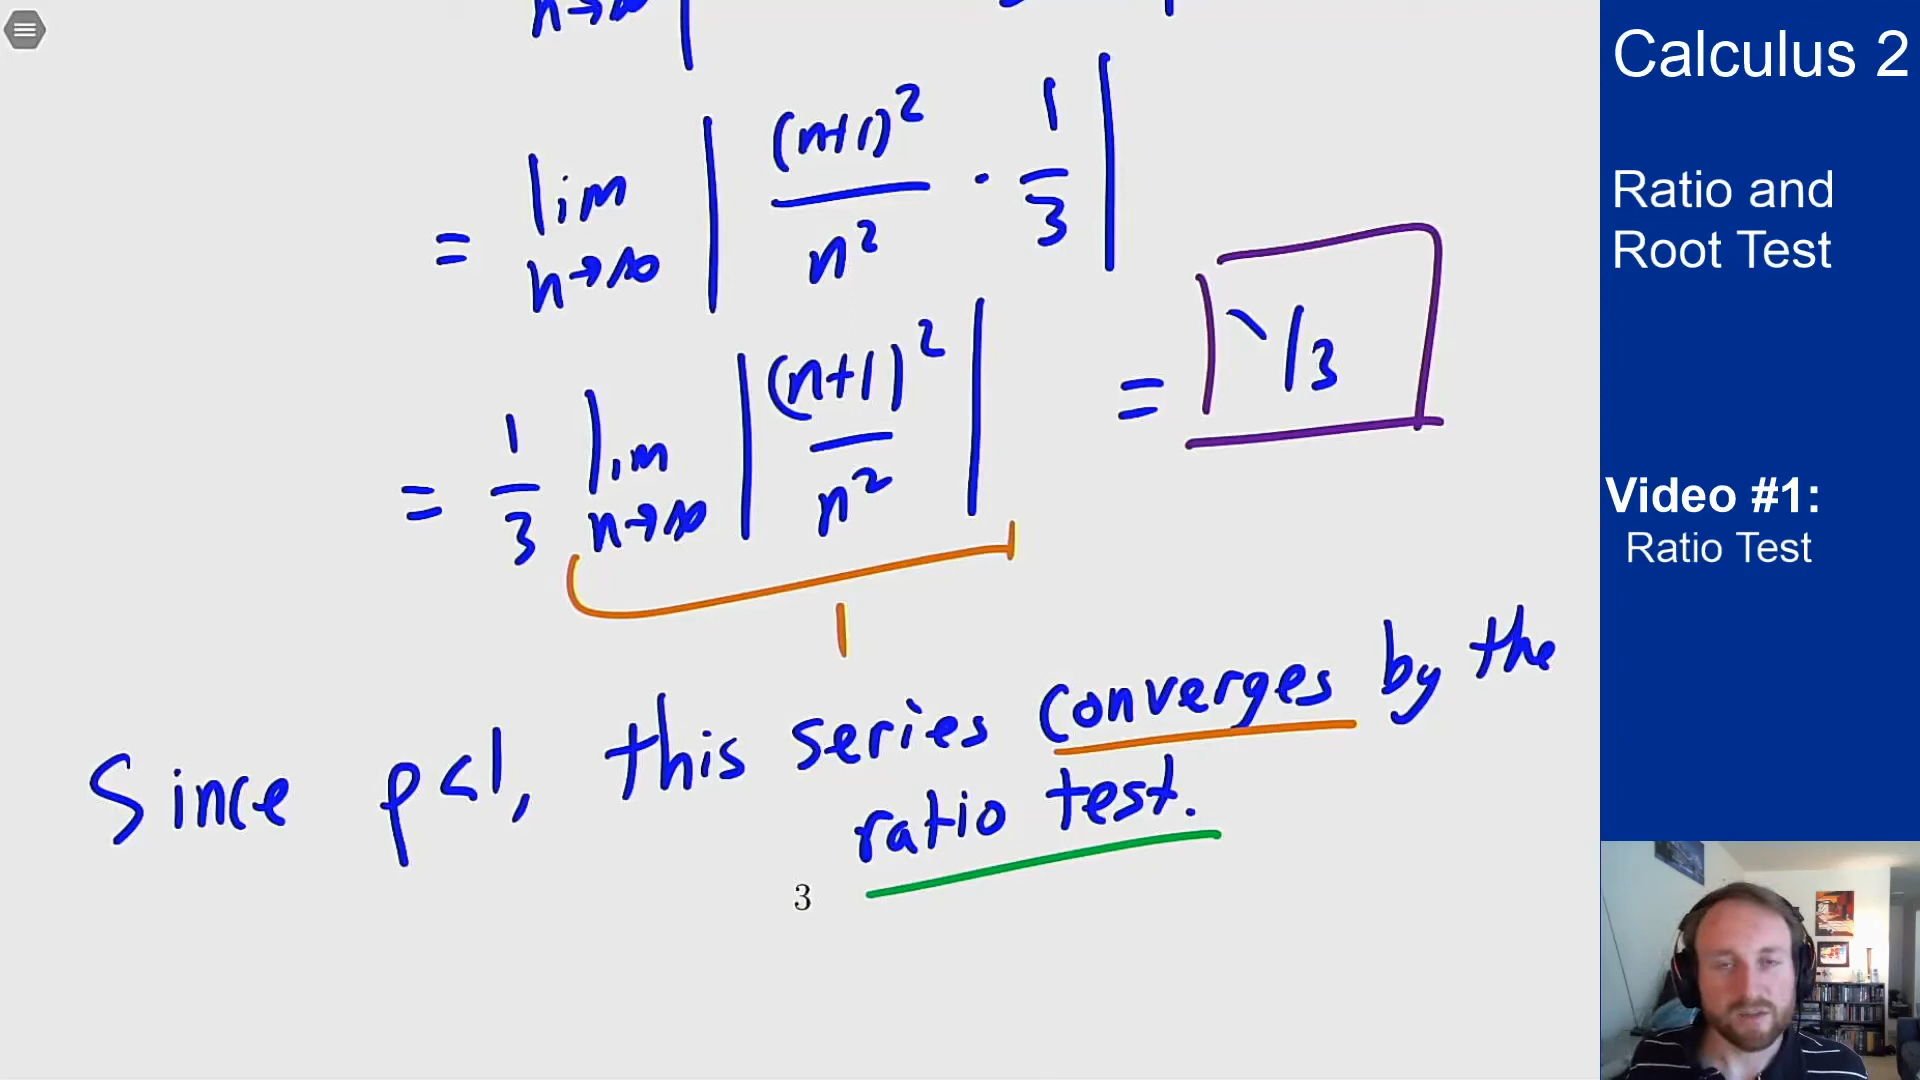 n→∞
= lim n→∞ | (n+1)² / n² · 1/3 |
= 1/3 lim n→∞ | (n+1)² / n² | = 1/3
1
Since ρ<1, this series converges by the
ratio test.
3
Calculus 2
Ratio and
Root Test
Video #1:
Ratio Test